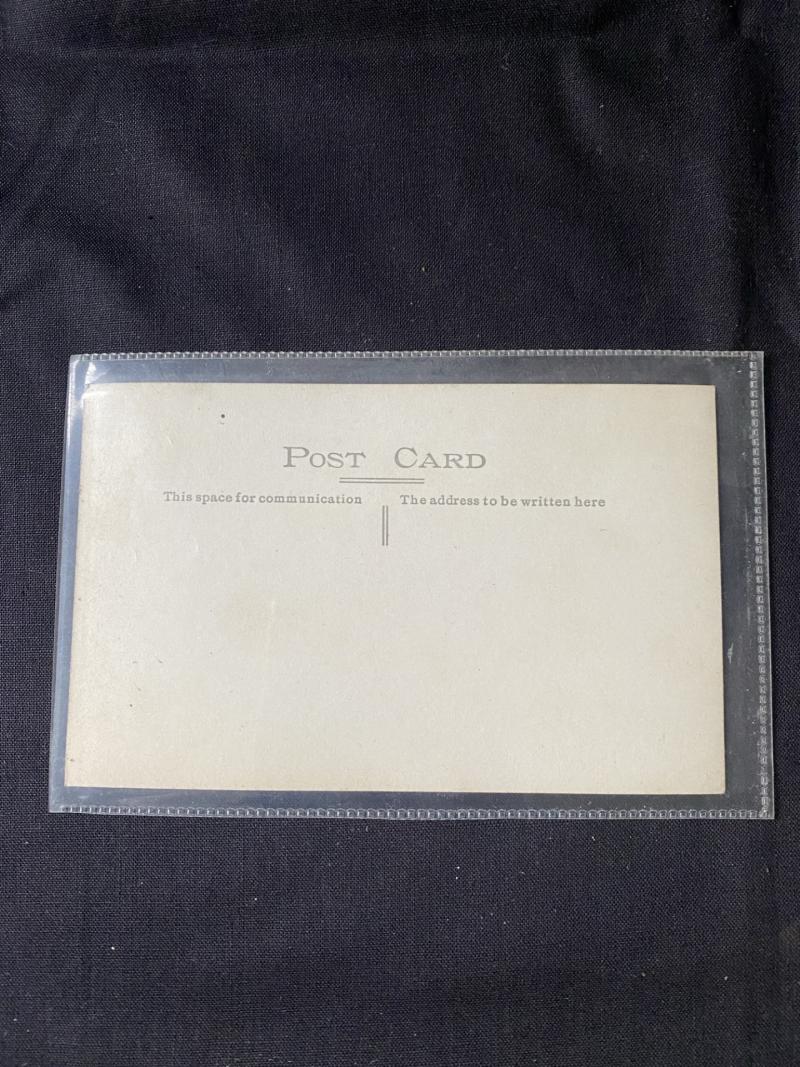 POST CARD
This space for communication
The address to be written here